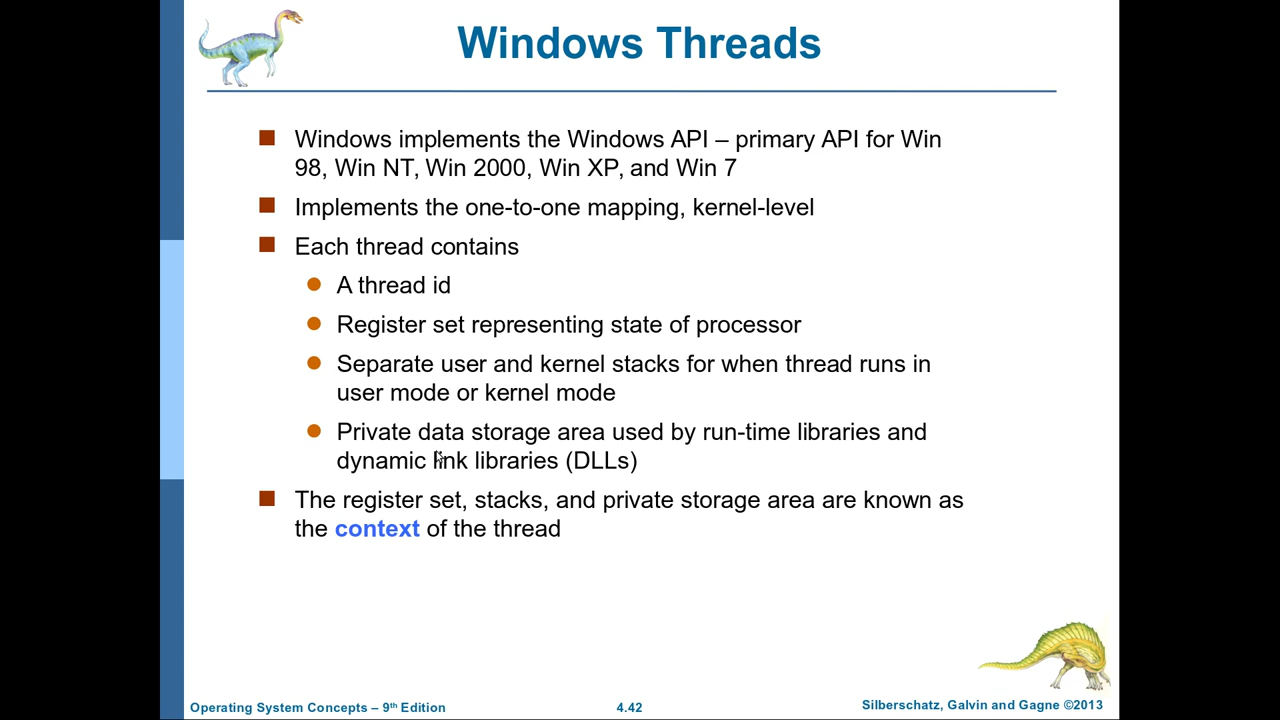 Windows Threads
Windows implements the Windows API – primary API for Win
98, Win NT, Win 2000, Win XP, and Win 7
Implements the one-to-one mapping, kernel-level
Each thread contains
A thread id
Register set representing state of processor
Separate user and kernel stacks for when thread runs in
user mode or kernel mode
Private data storage area used by run-time libraries and
dynamic link libraries (DLLs)
The register set, stacks, and private storage area are known as
the context of the thread
Operating System Concepts – 9th Edition
4.42
Silberschatz, Galvin and Gagne ©2013